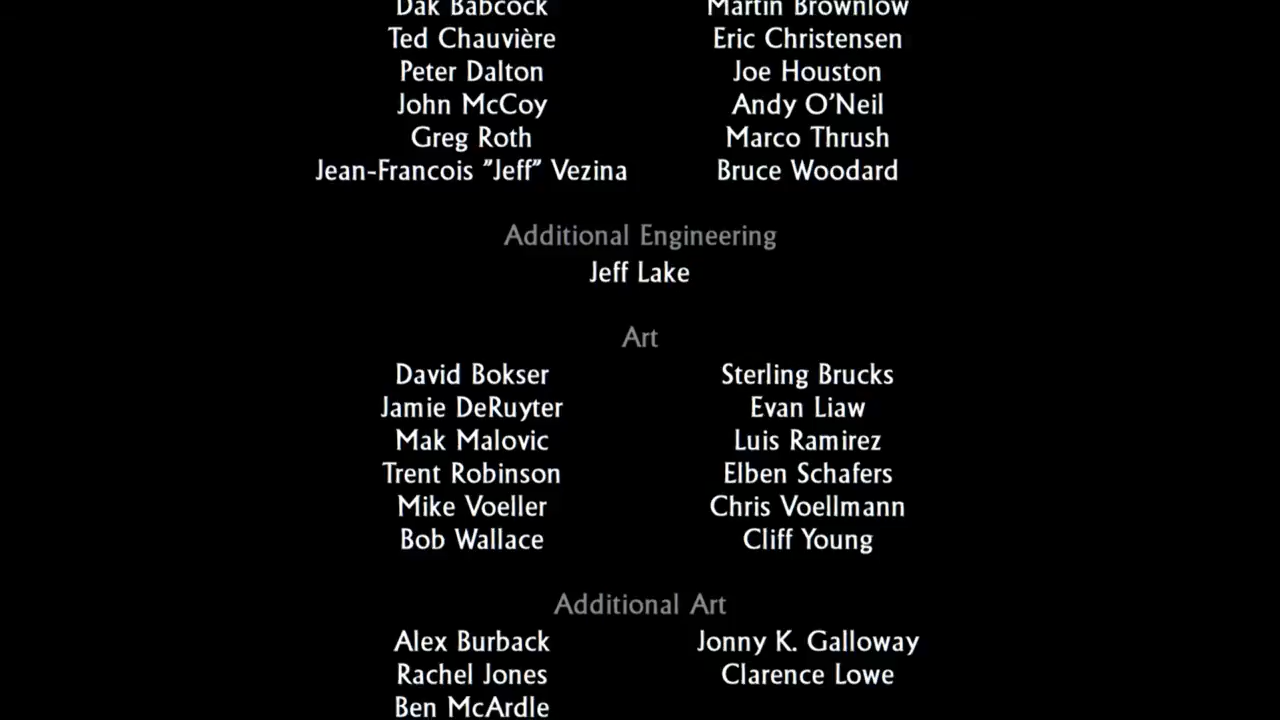 Dak Babcock Martin Brownlow
Ted Chauvière Eric Christensen
Peter Dalton Joe Houston
John McCoy Andy O’Neil
Greg Roth Marco Thrush
Jean-Francois ”Jeff” Vezina Bruce Woodard
Additional Engineering
Jeff Lake
Art
David Bokser Sterling Brucks
Jamie DeRuyter Evan Liaw
Mak Malovic Luis Ramirez
Trent Robinson Elben Schafers
Mike Voeller Chris Voellmann
Bob Wallace Cliff Young
Additional Art
Alex Burback Jonny K. Galloway
Rachel Jones Clarence Lowe
Ben McArdle